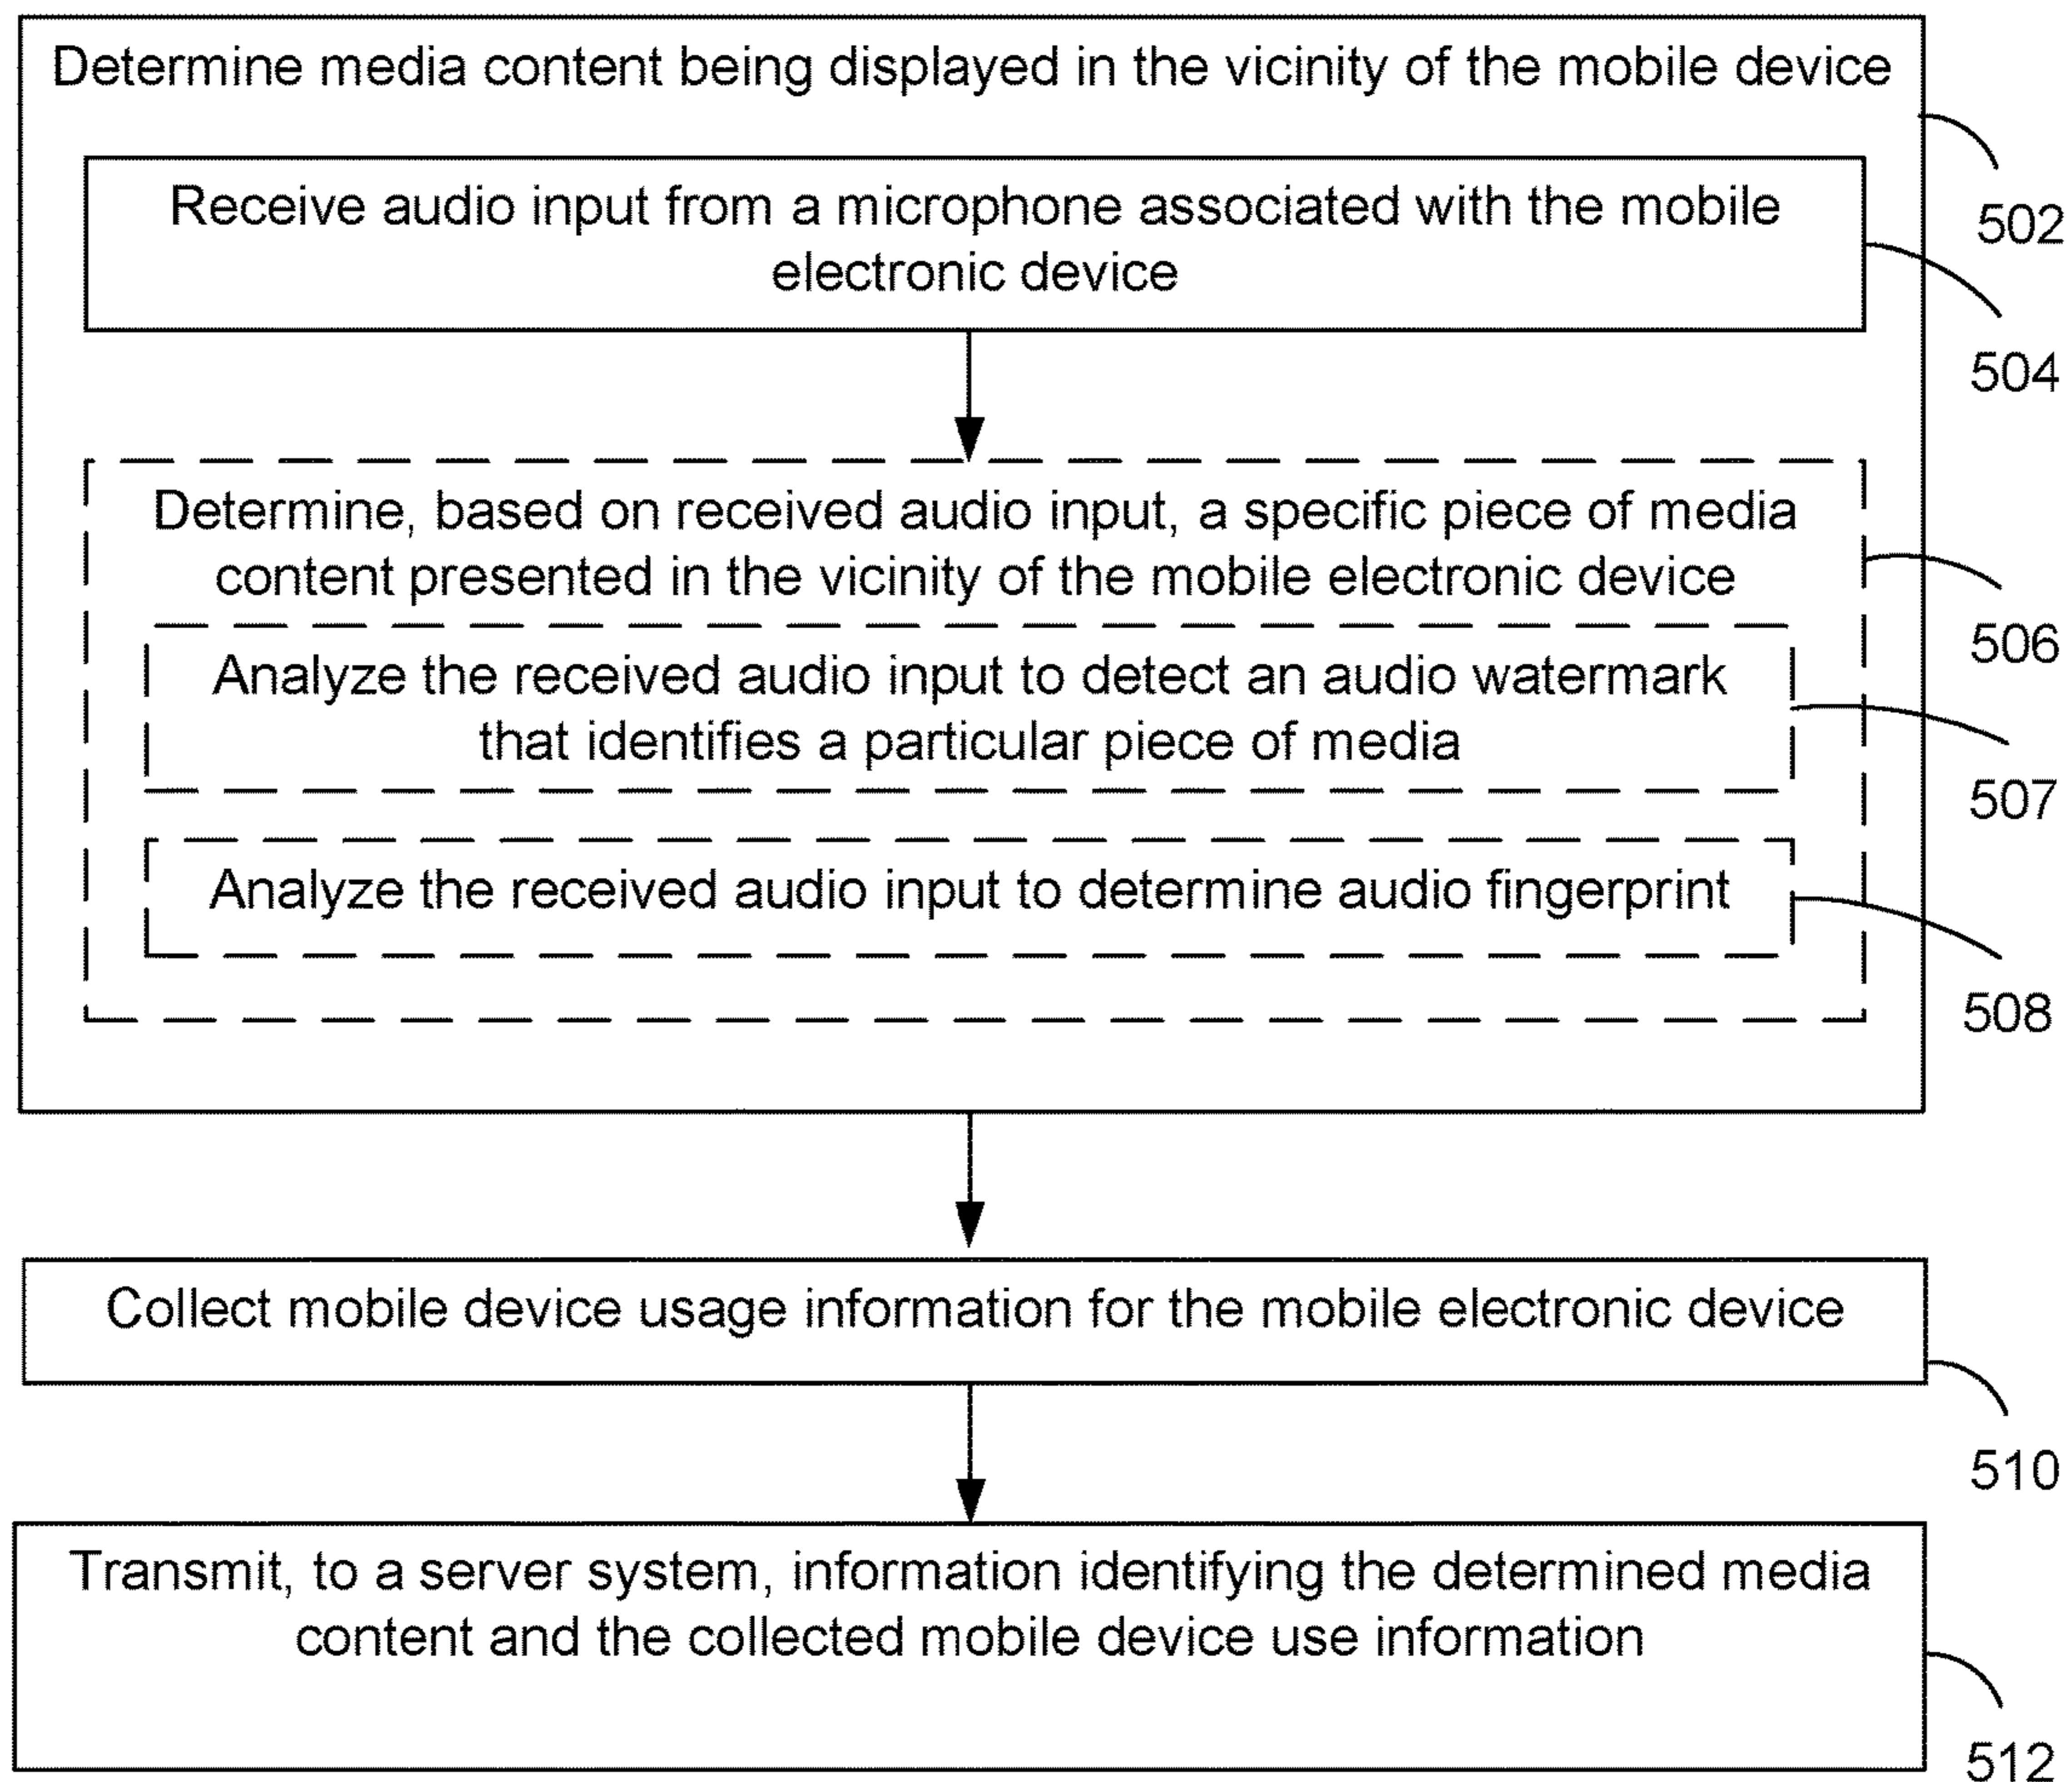 Determine media content being displayed in the vicinity of the mobile device
502
Receive audio input from a microphone associated with the mobile
electronic device
504
Determine, based on received audio input, a specific piece of media
content presented in the vicinity of the mobile electronic device
506
Analyze the received audio input to detect an audio watermark
that identifies a particular piece of media
507
Analyze the received audio input to determine audio fingerprint
508
Collect mobile device usage information for the mobile electronic device
510
Transmit, to a server system, information identifying the determined media
content and the collected mobile device use information
512